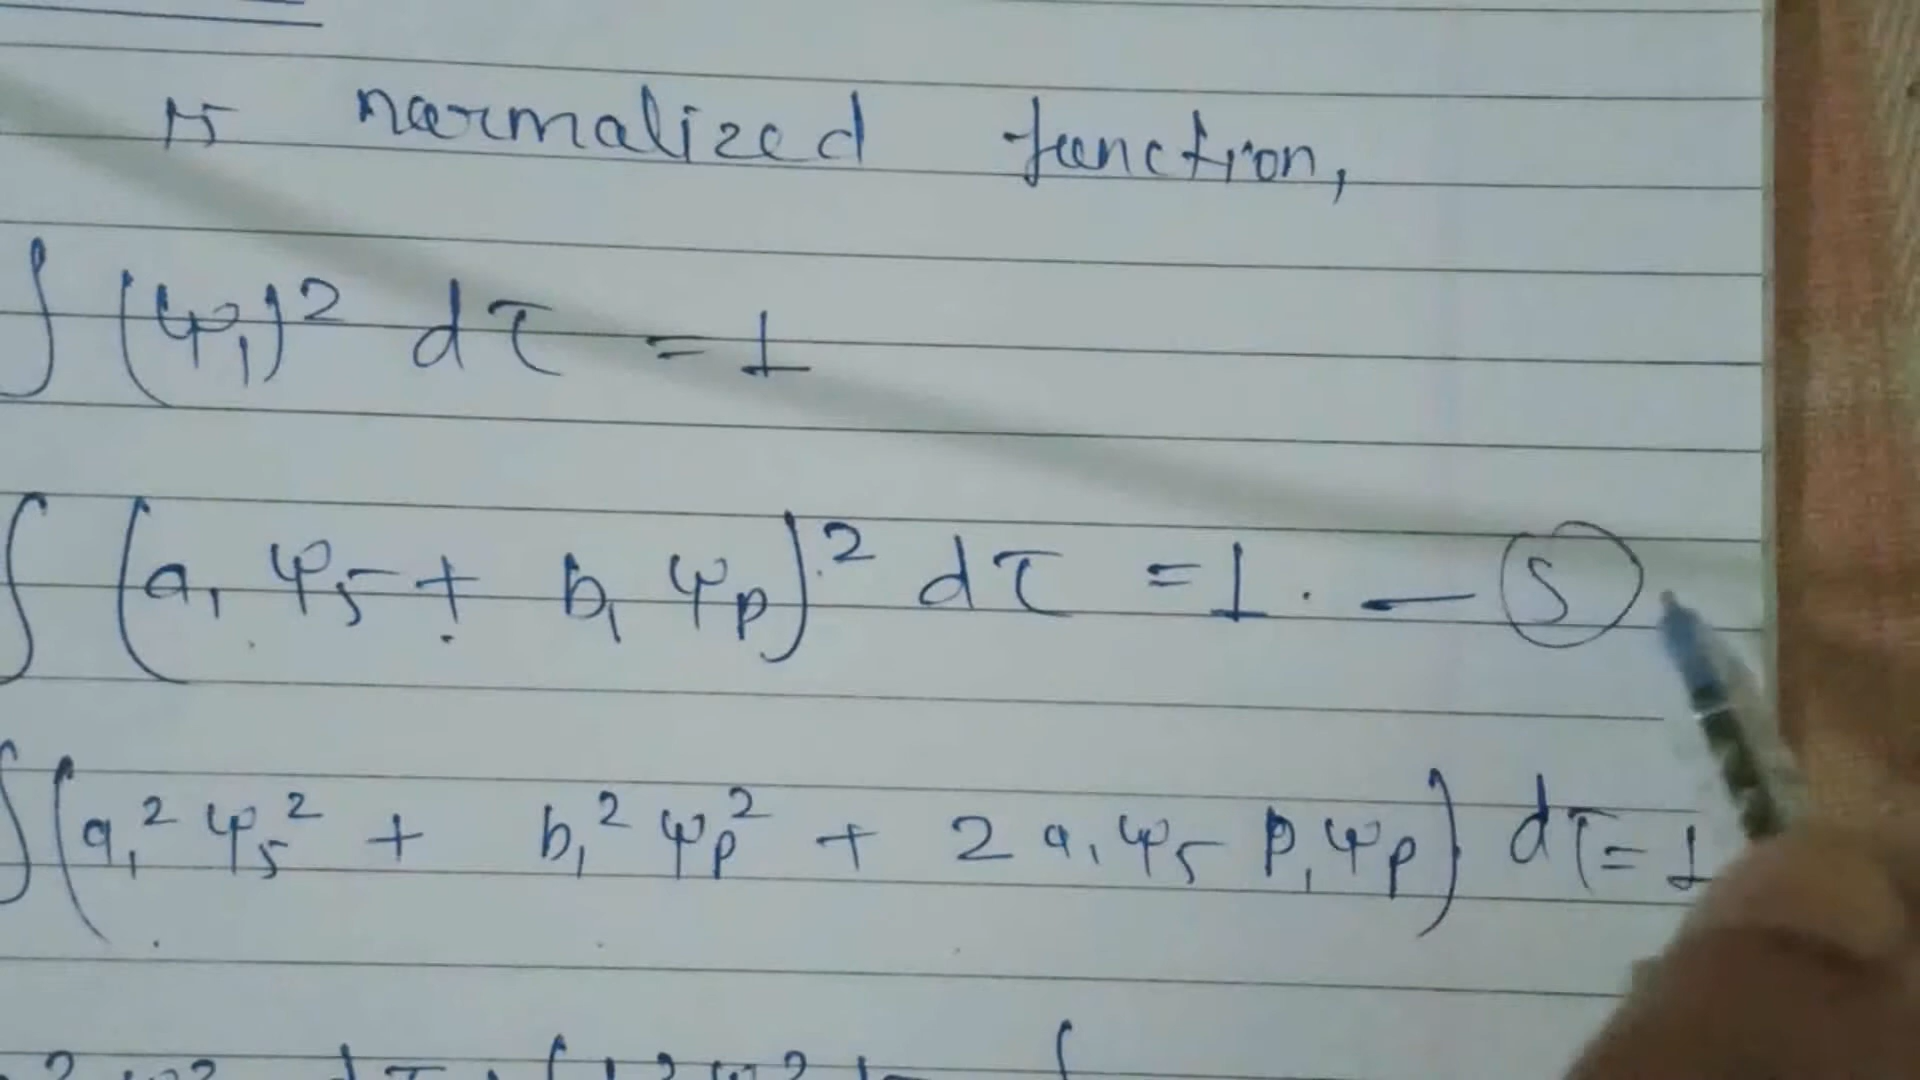 is normalized function,
∫ (ψ₁)² dτ = 1
∫ (a₁ ψs + b₁ ψp)² dτ = 1. — (5)
∫ (a₁² ψs² + b₁² ψp² + 2 a₁ ψs b₁ ψp) dτ = 1